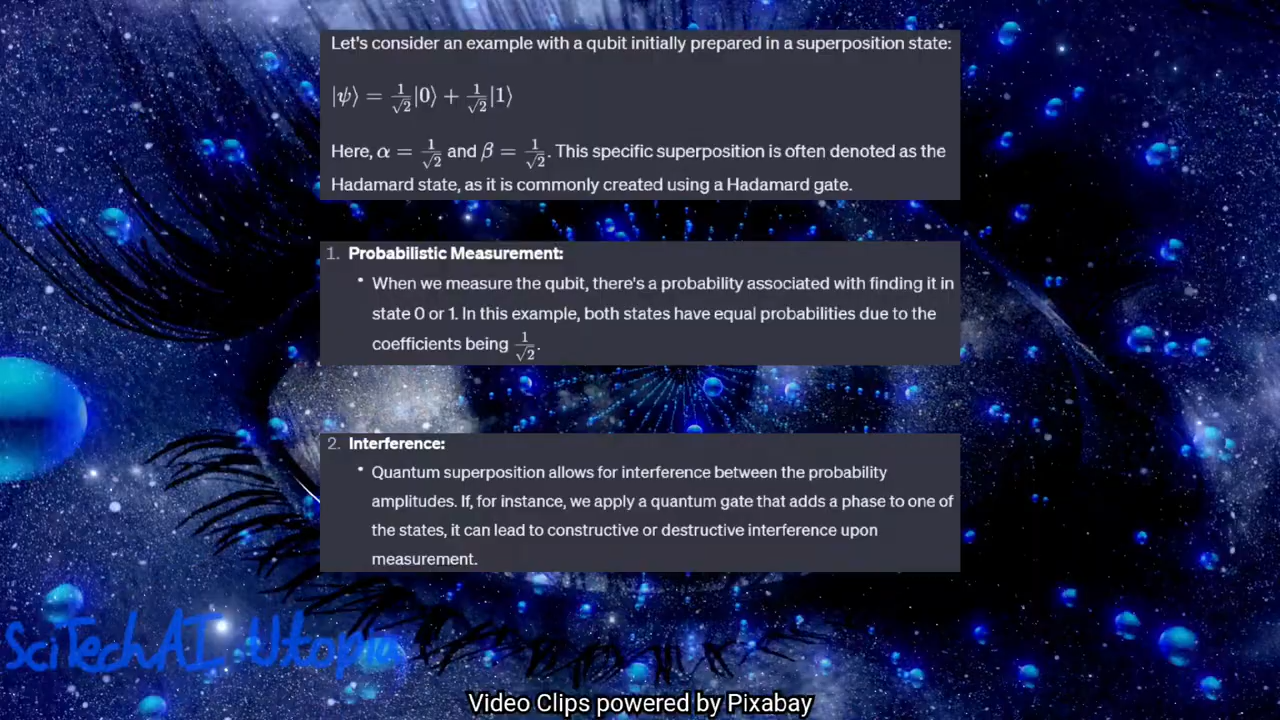 Let's consider an example with a qubit initially prepared in a superposition state:
|ψ⟩ = 1/√2|0⟩ + 1/√2|1⟩
Here, α = 1/√2 and β = 1/√2. This specific superposition is often denoted as the
Hadamard state, as it is commonly created using a Hadamard gate.
1. Probabilistic Measurement:
• When we measure the qubit, there's a probability associated with finding it in
state 0 or 1. In this example, both states have equal probabilities due to the
coefficients being 1/√2.
2. Interference:
• Quantum superposition allows for interference between the probability
amplitudes. If, for instance, we apply a quantum gate that adds a phase to one of
the states, it can lead to constructive or destructive interference upon
measurement.
SciTechAI Utopia
Video Clips powered by Pixabay